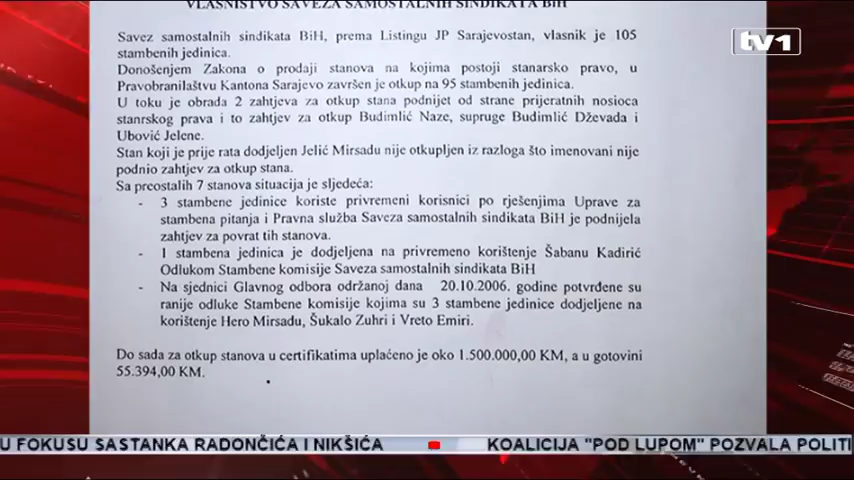 VLASNIŠTVO SAVEZA SAMOSTALNIH SINDIKATA BiH
tv1
Savez samostalnih sindikata BiH, prema Listingu JP Sarajevostan, vlasnik je 105
stambenih jedinica.
Donošenjem Zakona o prodaji stanova na kojima postoji stanarsko pravo, u
Pravobranilaštvu Kantona Sarajevo završen je otkup na 95 stambenih jedinica.
U toku je obrada 2 zahtjeva za otkup stana podnijet od strane prijeratnih nosioca
stanrskog prava i to zahtjev za otkup Budimlić Naze, supruge Budimlić Dževada i
Ubović Jelene.
Stan koji je prije rata dodjeljen Jelić Mirsadu nije otkupljen iz razloga što imenovani nije
podnio zahtjev za otkup stana.
Sa preostalih 7 stanova situacija je sljedeća:
- 3 stambene jedinice koriste privremeni korisnici po rješenjima Uprave za
stambena pitanja i Pravna služba Saveza samostalnih sindikata BiH je podnijela
zahtjev za povrat tih stanova.
- 1 stambena jedinica je dodjeljena na privremeno korištenje Šabanu Kadirić
Odlukom Stambene komisije Saveza samostalnih sindikata BiH
- Na sjednici Glavnog odbora održanoj dana 20.10.2006. godine potvrđene su
ranije odluke Stambene komisije kojima su 3 stambene jedinice dodjeljene na
korištenje Hero Mirsadu, Šukalo Zuhri i Vreto Emiri.
Do sada za otkup stanova u certifikatima uplaćeno je oko 1.500.000,00 KM, a u gotovini
55.394,00 KM.
U FOKUSU SASTANKA RADONČIĆA I NIKŠIĆA KOALICIJA "POD LUPOM" POZVALA POLITI